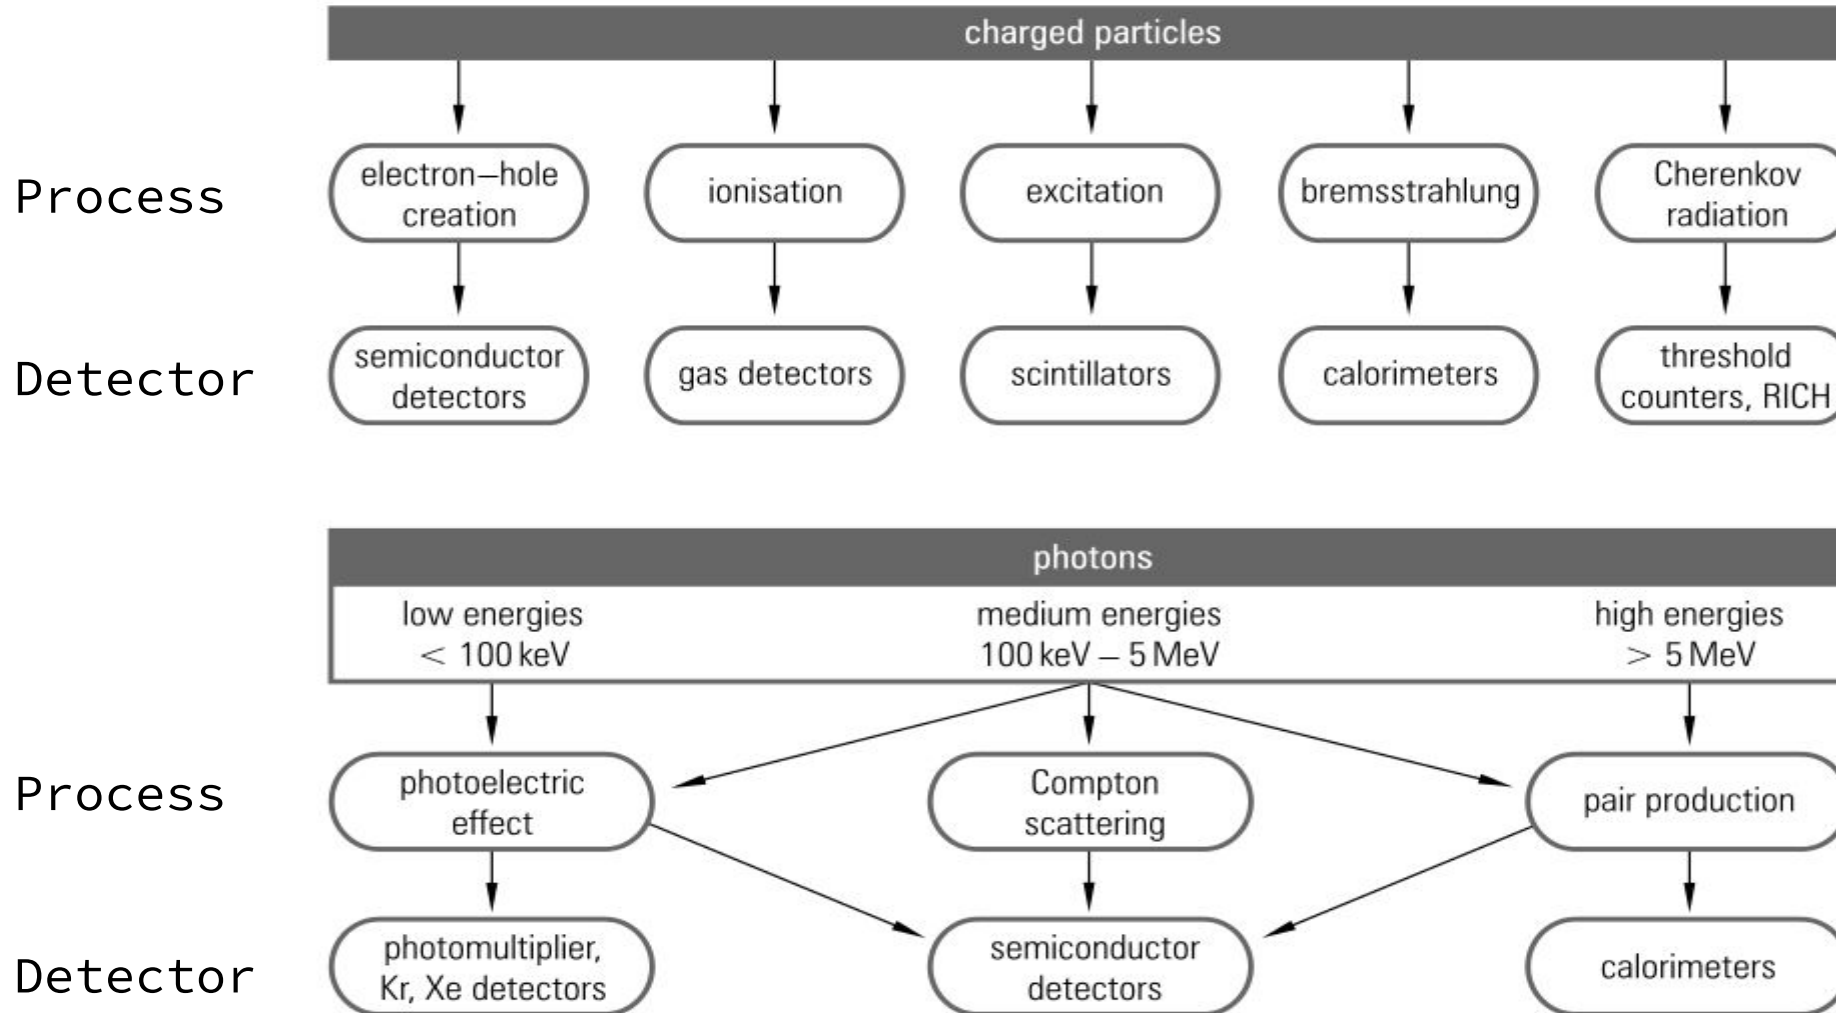 charged particles
Process
electron–hole
creation
ionisation
excitation
bremsstrahlung
Cherenkov
radiation
Detector
semiconductor
detectors
gas detectors
scintillators
calorimeters
threshold
counters, RICH
photons
low energies
< 100 keV
medium energies
100 keV – 5 MeV
high energies
> 5 MeV
Process
photoelectric
effect
Compton
scattering
pair production
Detector
photomultiplier,
Kr, Xe detectors
semiconductor
detectors
calorimeters